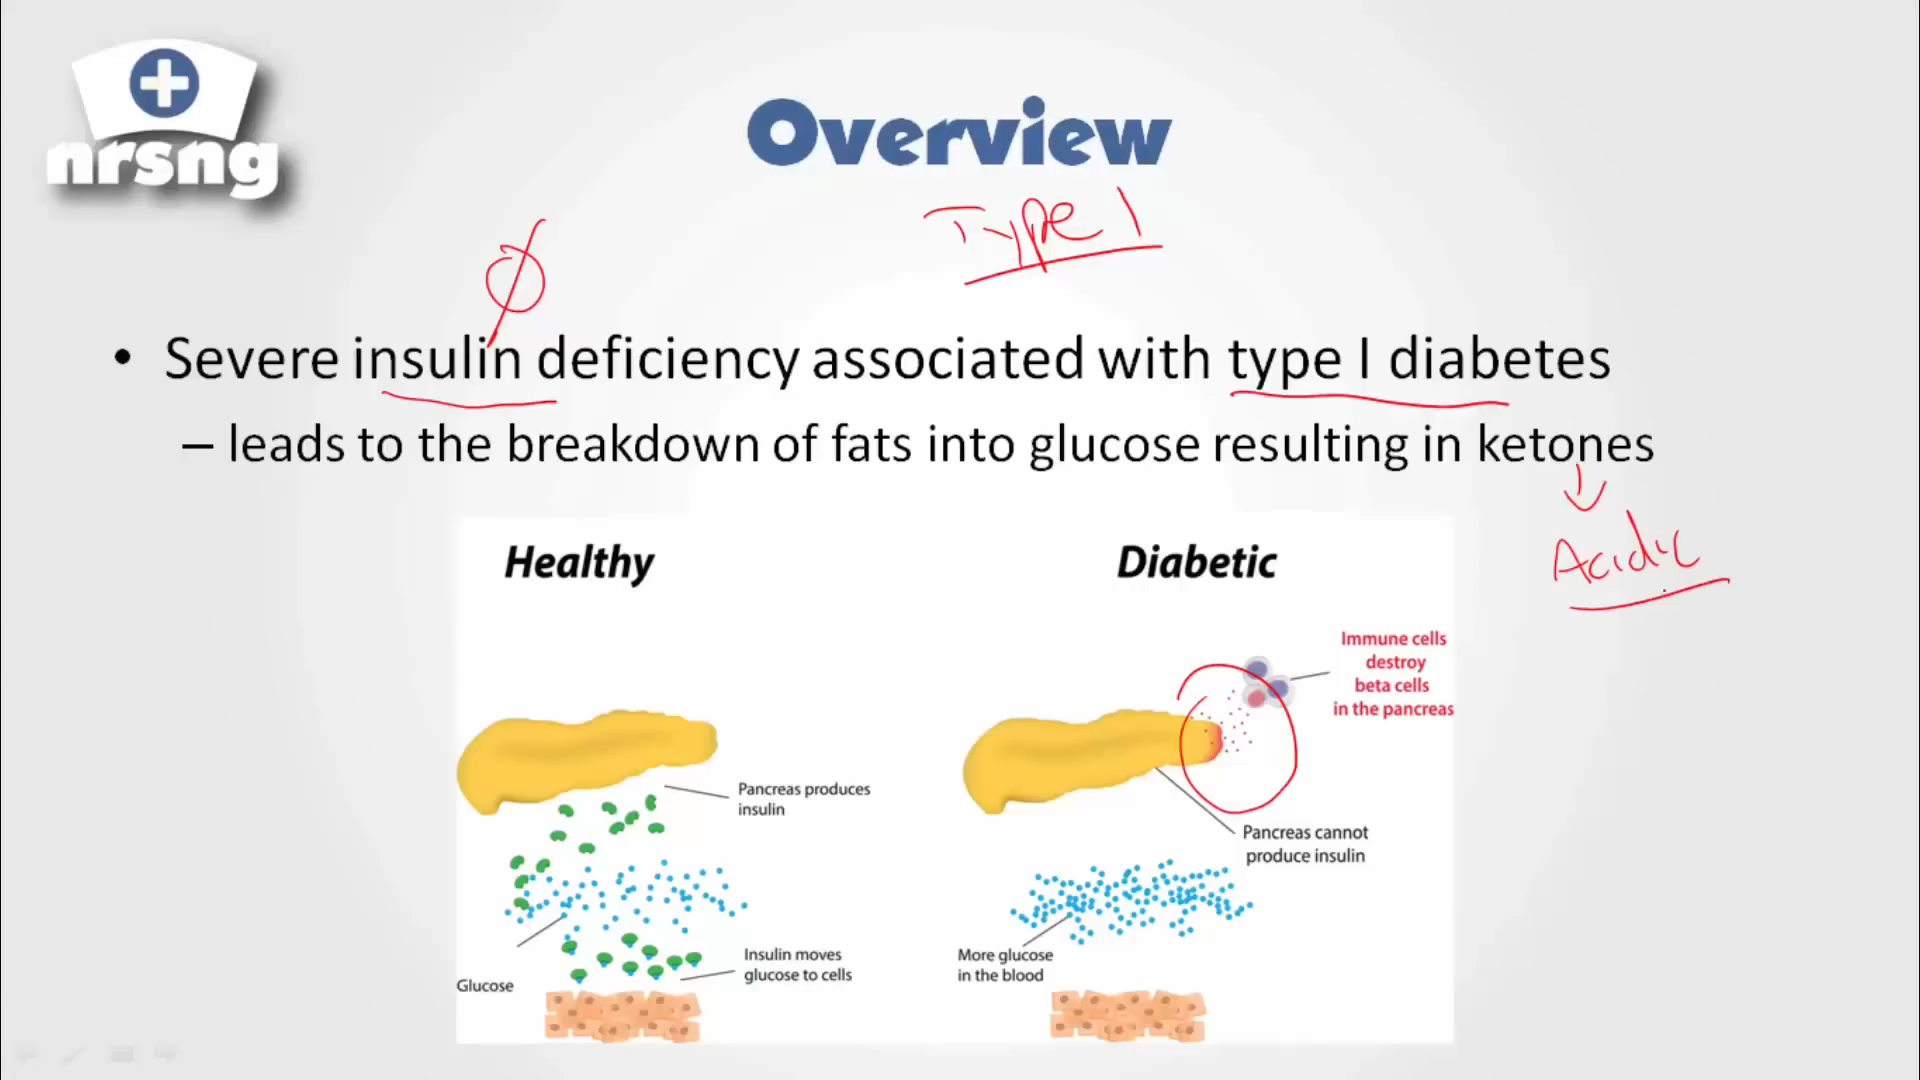 nrsng
Overview
Type 1
• Severe insulin deficiency associated with type I diabetes
– leads to the breakdown of fats into glucose resulting in ketones
Acidic
Healthy
Diabetic
Immune cells
destroy
beta cells
in the pancreas
Pancreas produces
insulin
Pancreas cannot
produce insulin
Glucose
Insulin moves
glucose to cells
More glucose
in the blood